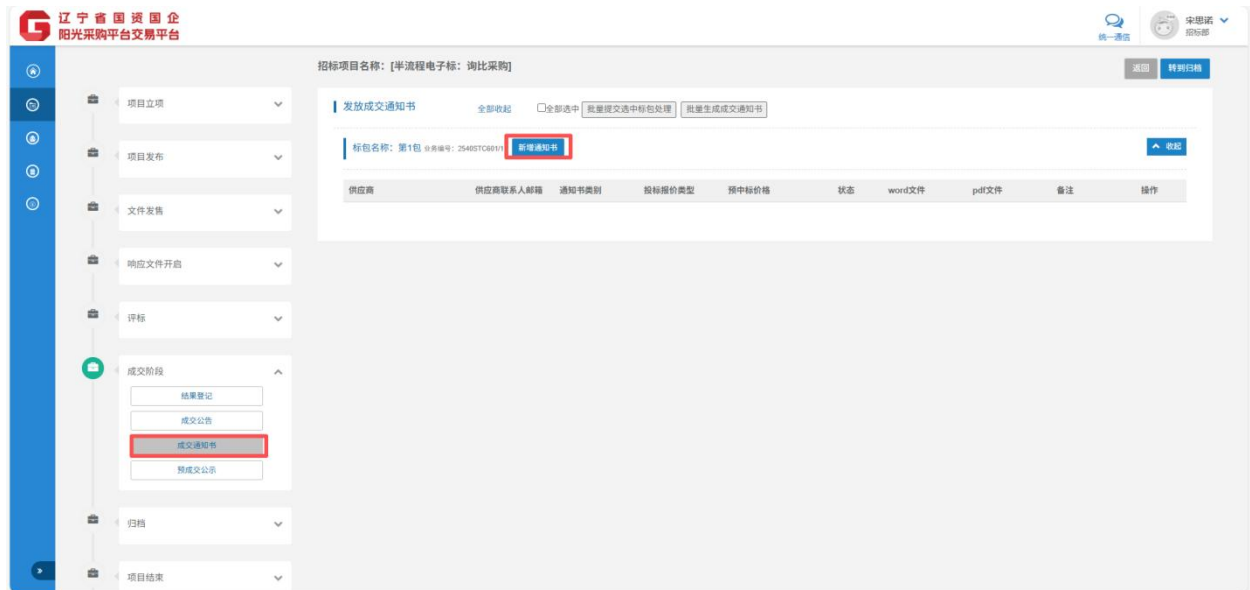 辽宁省国资国企
阳光采购平台交易平台
统一通信
宋思诺
招标部
招标项目名称：[半流程电子标：询比采购]
返回
转到归档
项目立项
项目发布
文件发售
响应文件开启
评标
成交阶段
结果登记
成交公告
成交通知书
预成交公示
归档
项目结束
发放成交通知书
全部收起
全部选中 批量提交选中标包处理 批量生成成交通知书
标包名称：第1包 业务编号：2540STC601/1 新增通知书
收起
供应商 供应商联系人邮箱 通知书类别 投标报价类型 预中标价格 状态 word文件 pdf文件 备注 操作